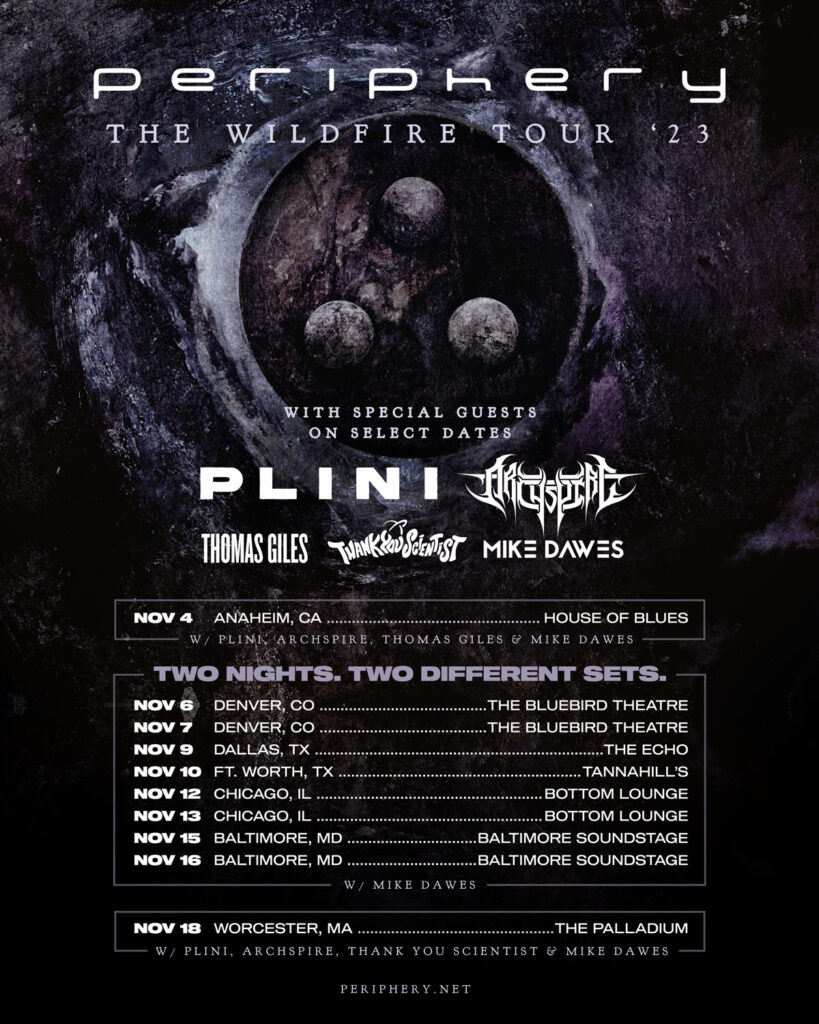 periphery
THE WILDFIRE TOUR ‘23
WITH SPECIAL GUESTS
ON SELECT DATES
PLINI ARCHSPIRE
THOMAS GILES THANK YOU SCIENTIST MIKE DAWES
NOV 4 ANAHEIM, CA ................................................... HOUSE OF BLUES
W/ PLINI, ARCHSPIRE, THOMAS GILES & MIKE DAWES
TWO NIGHTS. TWO DIFFERENT SETS.
NOV 6 DENVER, CO ........................................THE BLUEBIRD THEATRE
NOV 7 DENVER, CO ........................................THE BLUEBIRD THEATRE
NOV 9 DALLAS, TX .....................................................................THE ECHO
NOV 10 FT. WORTH, TX ..........................................................TANNAHILL'S
NOV 12 CHICAGO, IL ......................................................BOTTOM LOUNGE
NOV 13 CHICAGO, IL ......................................................BOTTOM LOUNGE
NOV 15 BALTIMORE, MD ...............................BALTIMORE SOUNDSTAGE
NOV 16 BALTIMORE, MD ...............................BALTIMORE SOUNDSTAGE
W/ MIKE DAWES
NOV 18 WORCESTER, MA ...............................................THE PALLADIUM
W/ PLINI, ARCHSPIRE, THANK YOU SCIENTIST & MIKE DAWES
PERIPHERY.NET